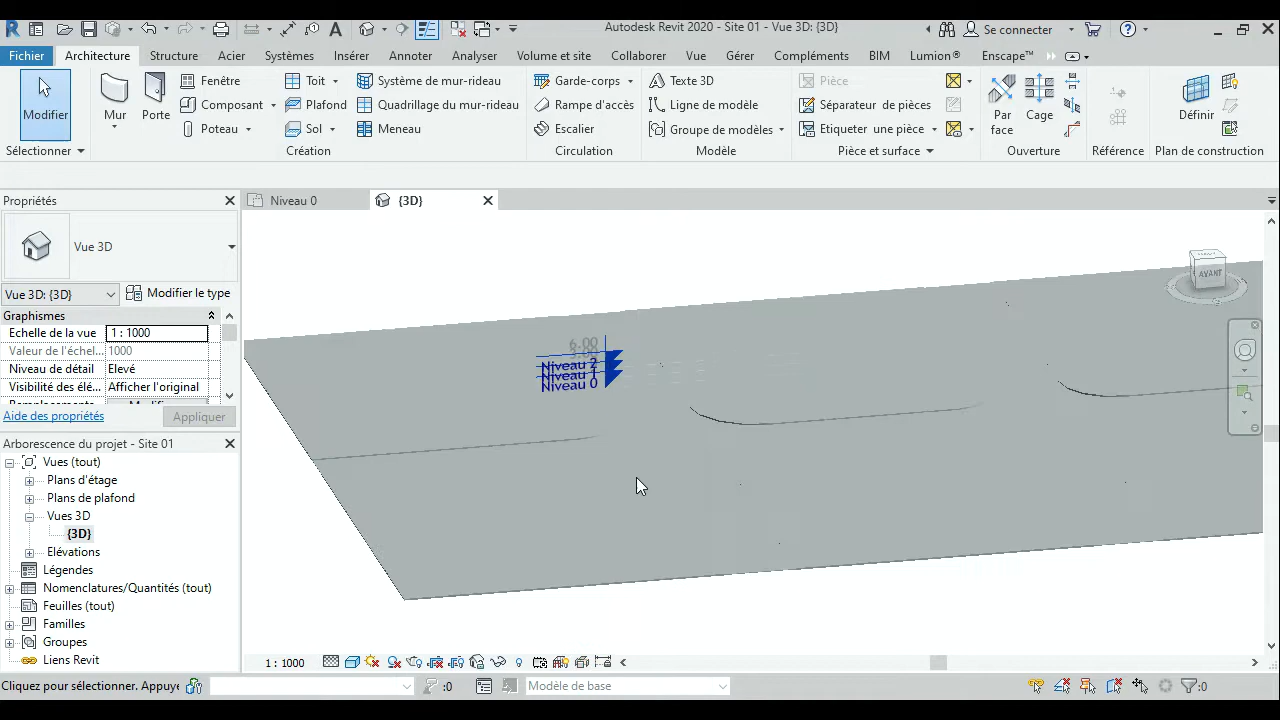 Autodesk Revit 2020 - Site 01 - Vue 3D: {3D}
Se connecter
Fichier Architecture Structure Acier Systèmes Insérer Annoter Analyser Volume et site Collaborer Vue Gérer Compléments BIM Lumion® Enscape™
Modifier
Sélectionner
Mur
Porte
Fenêtre
Composant
Poteau
Toit
Plafond
Sol
Système de mur-rideau
Quadrillage du mur-rideau
Meneau
Création
Garde-corps
Rampe d'accès
Escalier
Circulation
Texte 3D
Ligne de modèle
Groupe de modèles
Modèle
Pièce
Séparateur de pièces
Etiqueter une pièce
Pièce et surface
Par
face
Cage
Ouverture
Référence
Définir
Plan de construction
Propriétés
Niveau 0
{3D}
Vue 3D
Vue 3D: {3D}
Modifier le type
Graphismes
Echelle de la vue 1 : 1000
Valeur de l'échel... 1000
Niveau de détail Elevé
Visibilité des élé... Afficher l'original
Aide des propriétés
Appliquer
Arborescence du projet - Site 01
Vues (tout)
Plans d'étage
Plans de plafond
Vues 3D
{3D}
Elévations
Légendes
Nomenclatures/Quantités (tout)
Feuilles (tout)
Familles
Groupes
Liens Revit
6.00
3.00
Niveau 2
Niveau 1
Niveau 0
AVANT
1 : 1000
Cliquez pour sélectionner. Appuye
:0
Modèle de base
:0